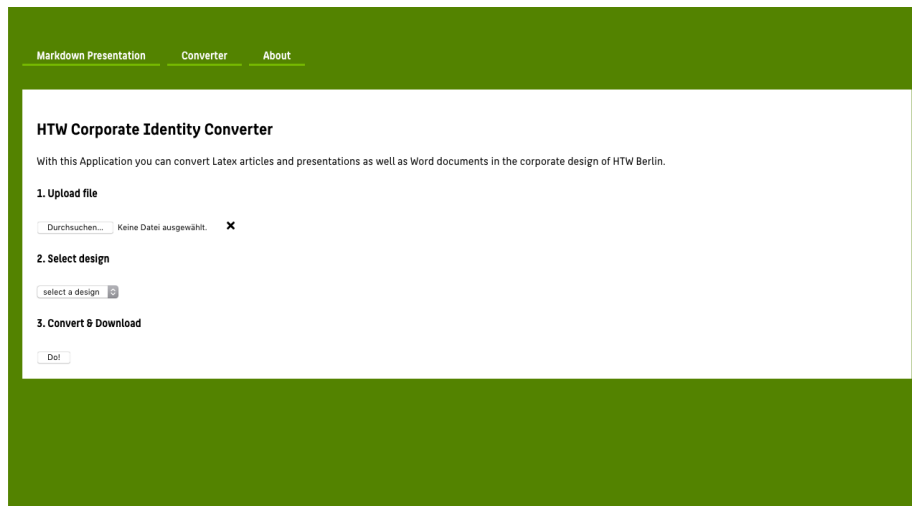 Markdown Presentation Converter About
HTW Corporate Identity Converter
With this Application you can convert Latex articles and presentations as well as Word documents in the corporate design of HTW Berlin.
1. Upload file
Durchsuchen... Keine Datei ausgewählt. ×
2. Select design
select a design
3. Convert & Download
Do!